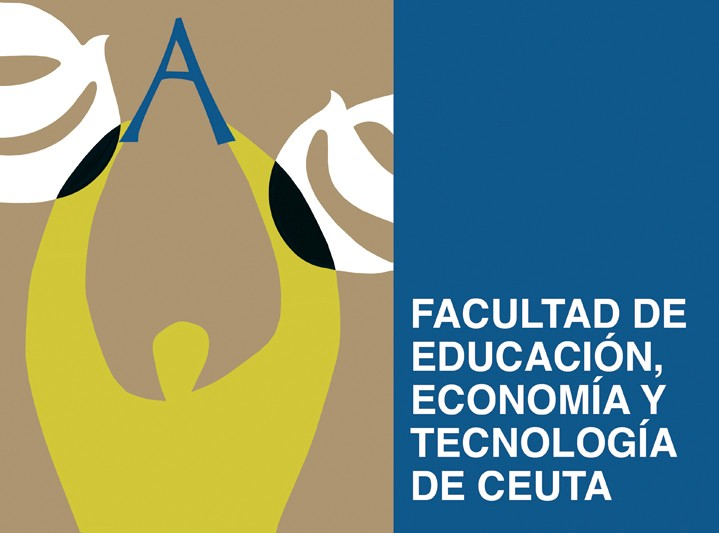 A
FACULTAD DE
EDUCACIÓN,
ECONOMÍA Y
TECNOLOGÍA
DE CEUTA